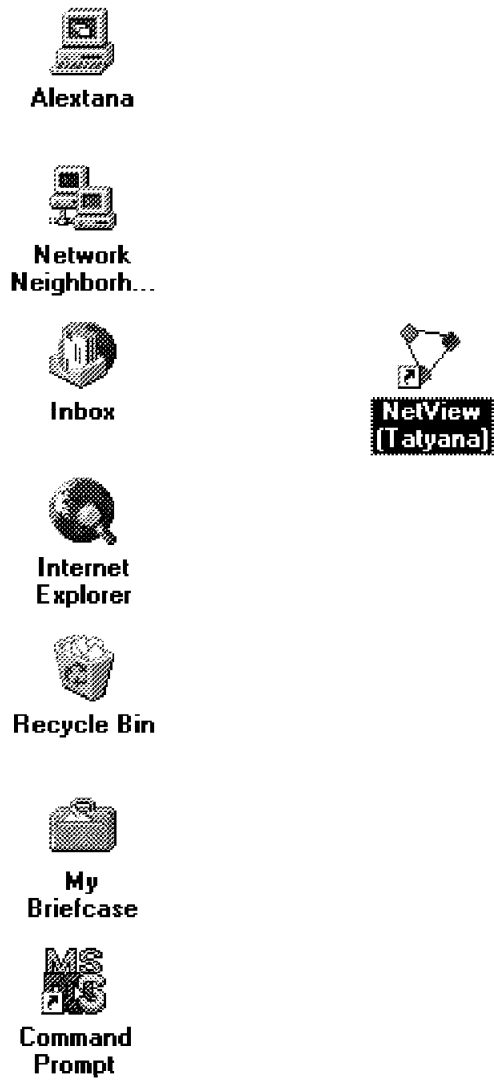 Alextana
Network
Neighborh...
Inbox
NetView
(Tatyana)
Internet
Explorer
Recycle Bin
My
Briefcase
MS
Command
Prompt